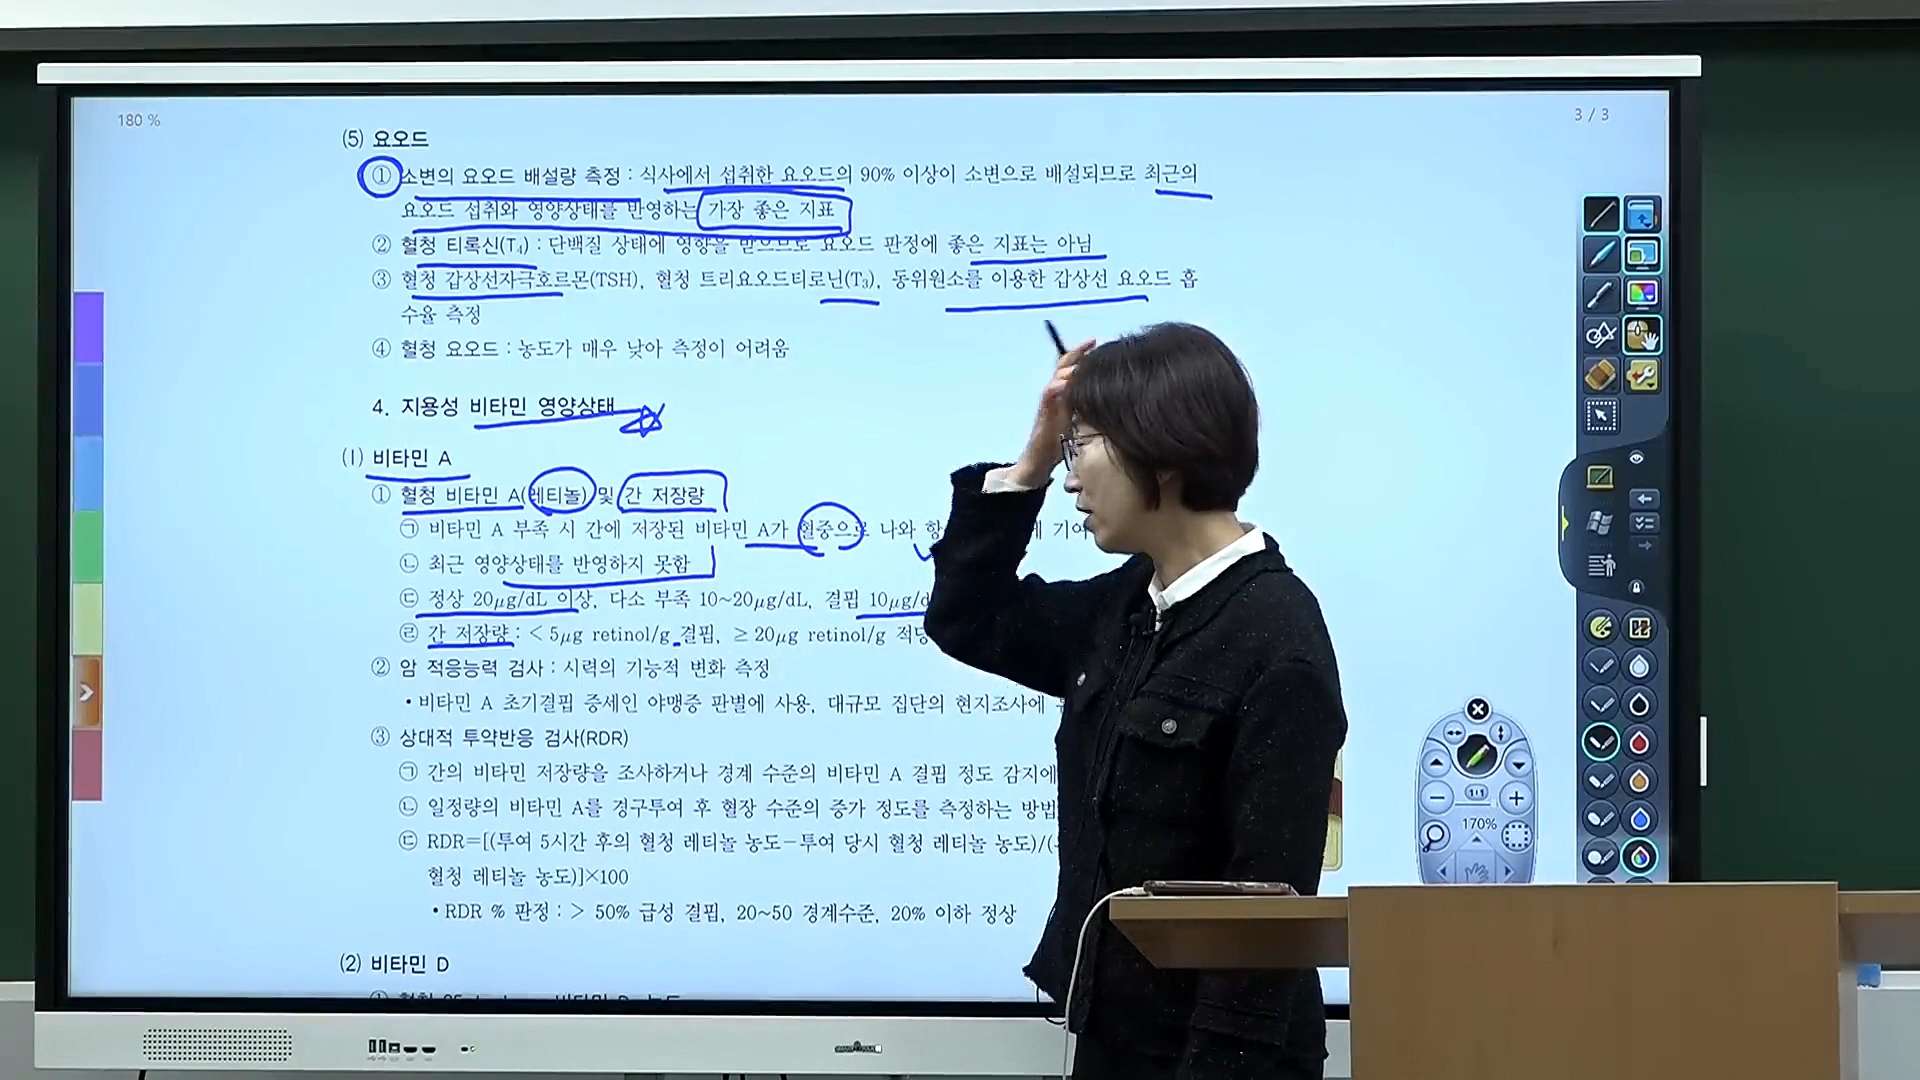 180 %
3 / 3
(5) 요오드
① 소변의 요오드 배설량 측정 : 식사에서 섭취한 요오드의 90% 이상이 소변으로 배설되므로 최근의
요오드 섭취와 영양상태를 반영하는 가장 좋은 지표
② 혈청 티록신(T₄) : 단백질 상태에 영향을 받으므로 요오드 판정에 좋은 지표는 아님
③ 혈청 갑상선자극호르몬(TSH), 혈청 트리요오드티로닌(T₃), 동위원소를 이용한 갑상선 요오드 흡
수율 측정
④ 혈청 요오드 : 농도가 매우 낮아 측정이 어려움
4. 지용성 비타민 영양상태
(1) 비타민 A
① 혈청 비타민 A(레티놀) 및 간 저장량
㉠ 비타민 A 부족 시 간에 저장된 비타민 A가 혈중으로 나와 기여
㉡ 최근 영양상태를 반영하지 못함
㉢ 정상 20μg/dL 이상, 다소 부족 10~20μg/dL, 결핍 10μg/d
㉣ 간 저장량 : < 5μg retinol/g 결핍, ≥ 20μg retinol/g 적당
② 암 적응능력 검사 : 시력의 기능적 변화 측정
• 비타민 A 초기결핍 증세인 야맹증 판별에 사용, 대규모 집단의 현지조사에
③ 상대적 투약반응 검사(RDR)
㉠ 간의 비타민 저장량을 조사하거나 경계 수준의 비타민 A 결핍 정도 감지에
㉡ 일정량의 비타민 A를 경구투여 후 혈장 수준의 증가 정도를 측정하는 방법
㉢ RDR=[(투여 5시간 후의 혈청 레티놀 농도−투여 당시 혈청 레티놀 농도)/(
혈청 레티놀 농도)]×100
• RDR % 판정 : > 50% 급성 결핍, 20~50 경계수준, 20% 이하 정상
(2) 비타민 D
1:1
170%